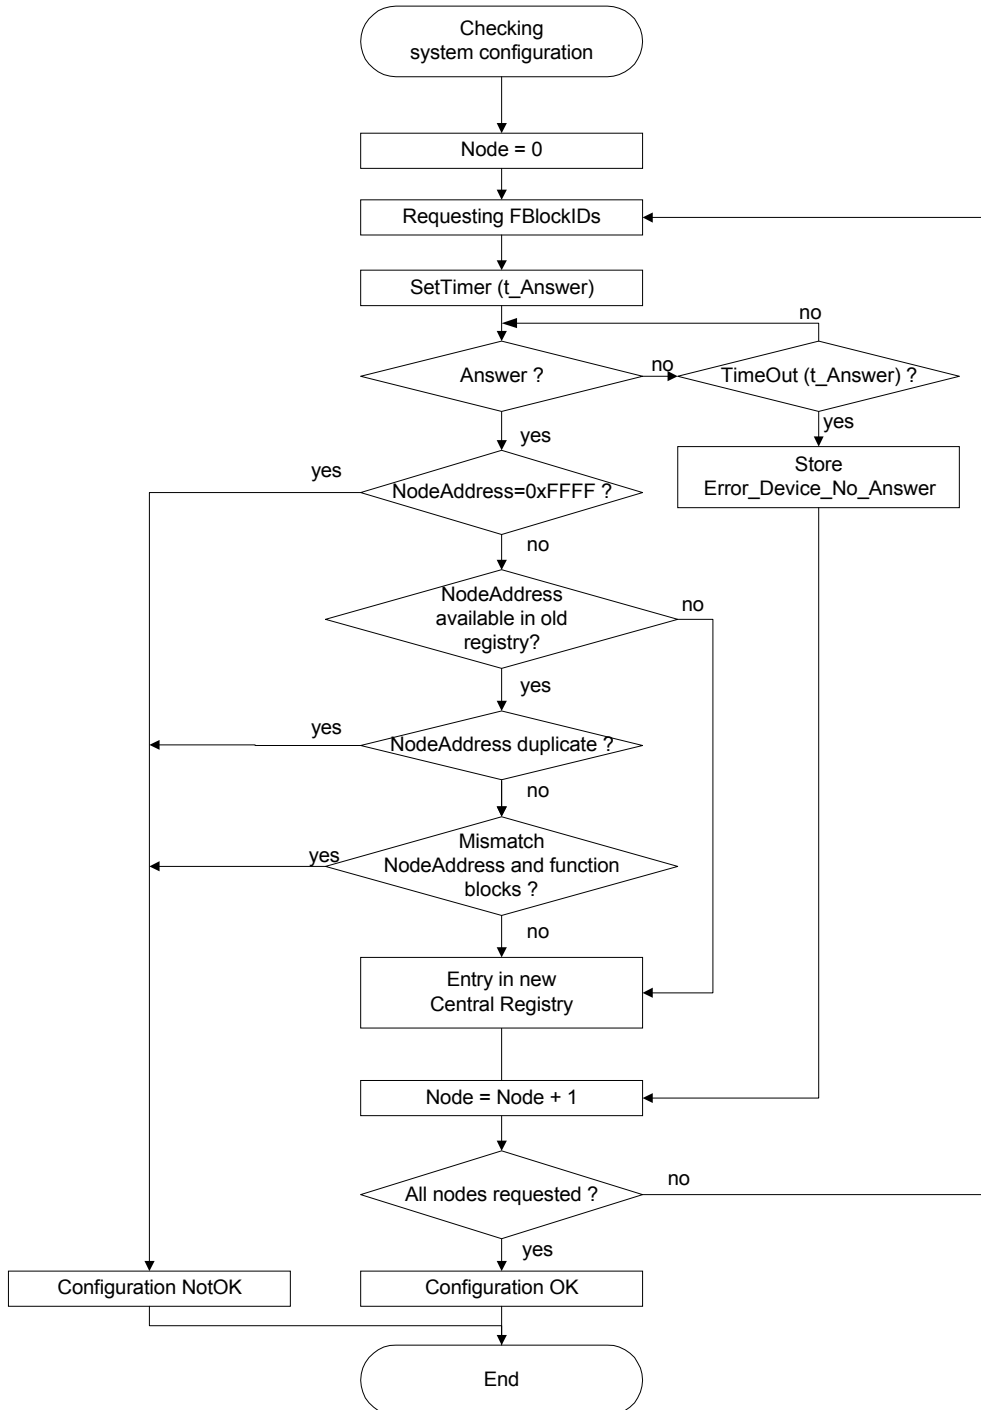 Checking
system configuration
Node = 0
Requesting FBlockIDs
SetTimer (t_Answer)
no
Answer ?
no
TimeOut (t_Answer) ?
yes
yes
Store
Error_Device_No_Answer
yes
NodeAddress=0xFFFF ?
no
NodeAddress
available in old
registry?
no
yes
yes
NodeAddress duplicate ?
no
yes
Mismatch
NodeAddress and function
blocks ?
no
Entry in new
Central Registry
Node = Node + 1
All nodes requested ?
no
yes
Configuration NotOK
Configuration OK
End